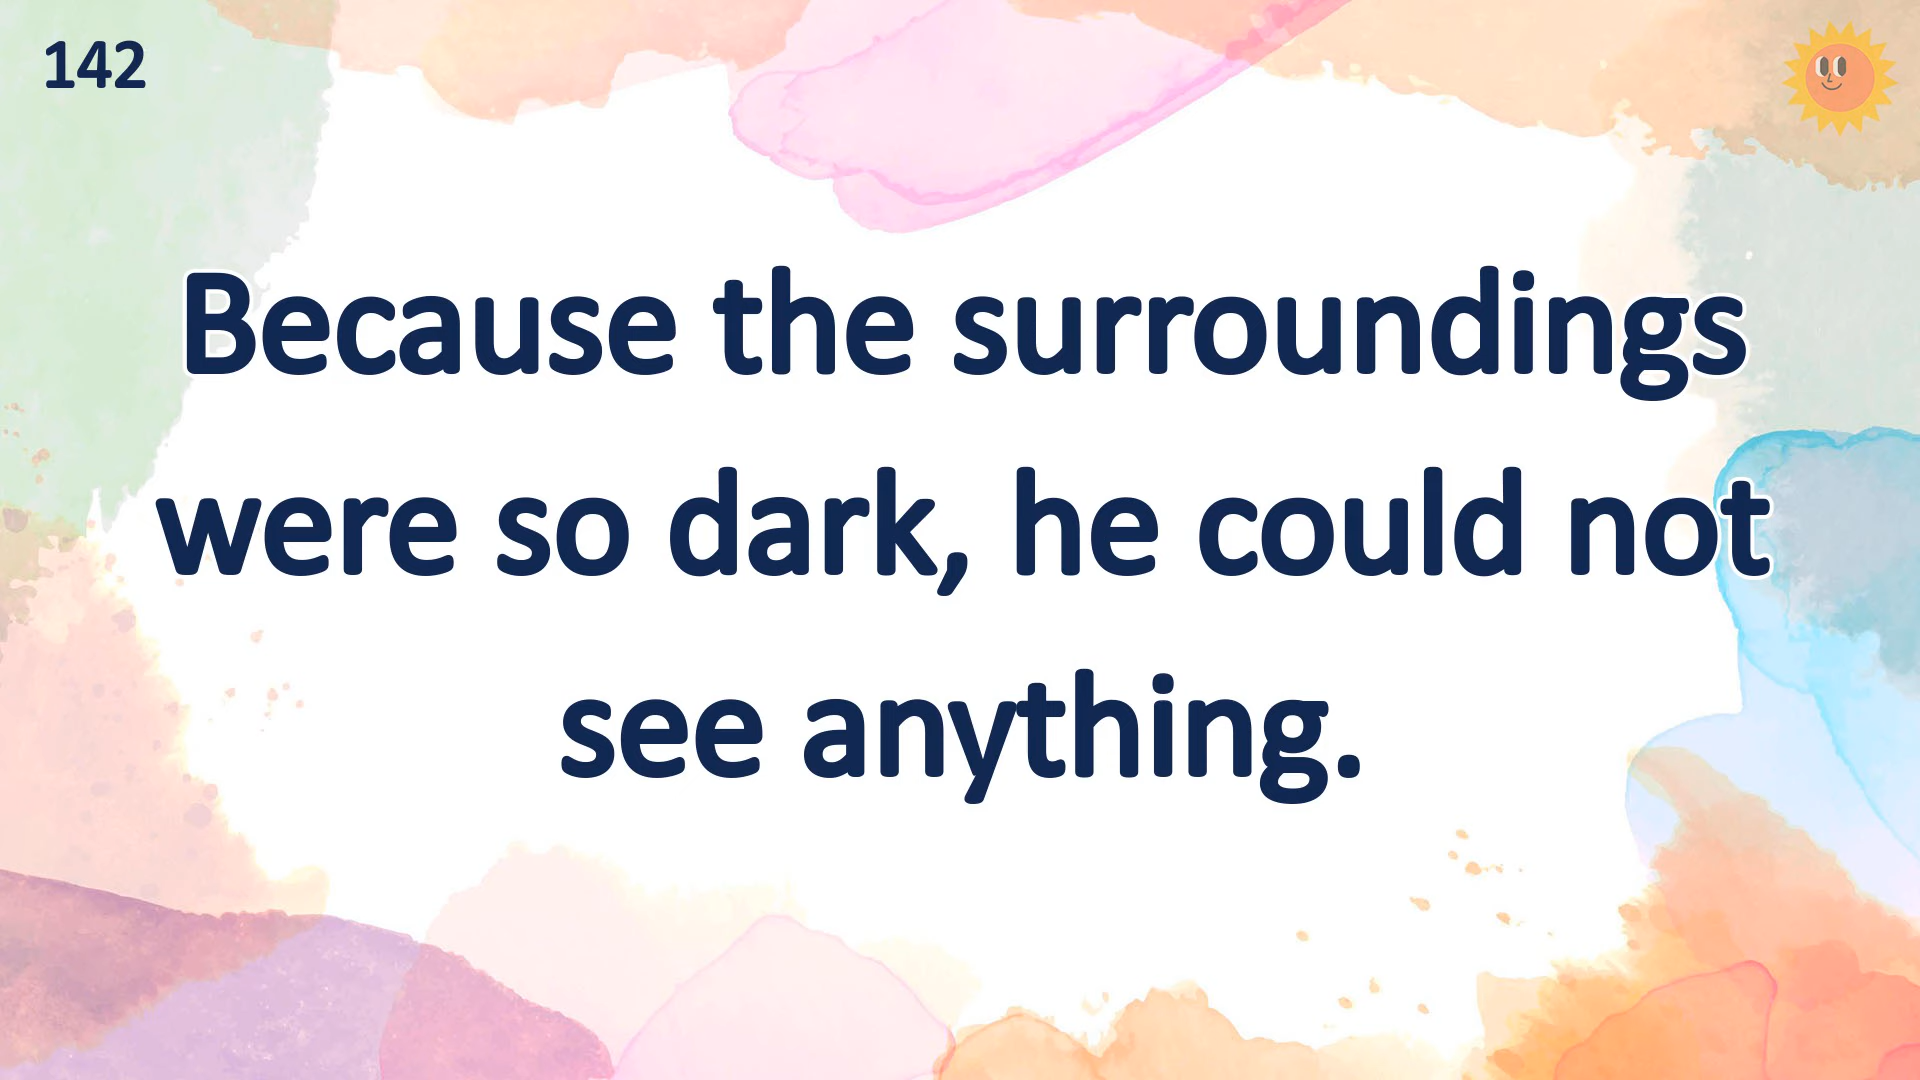 142
Because the surroundings
were so dark, he could not
see anything.